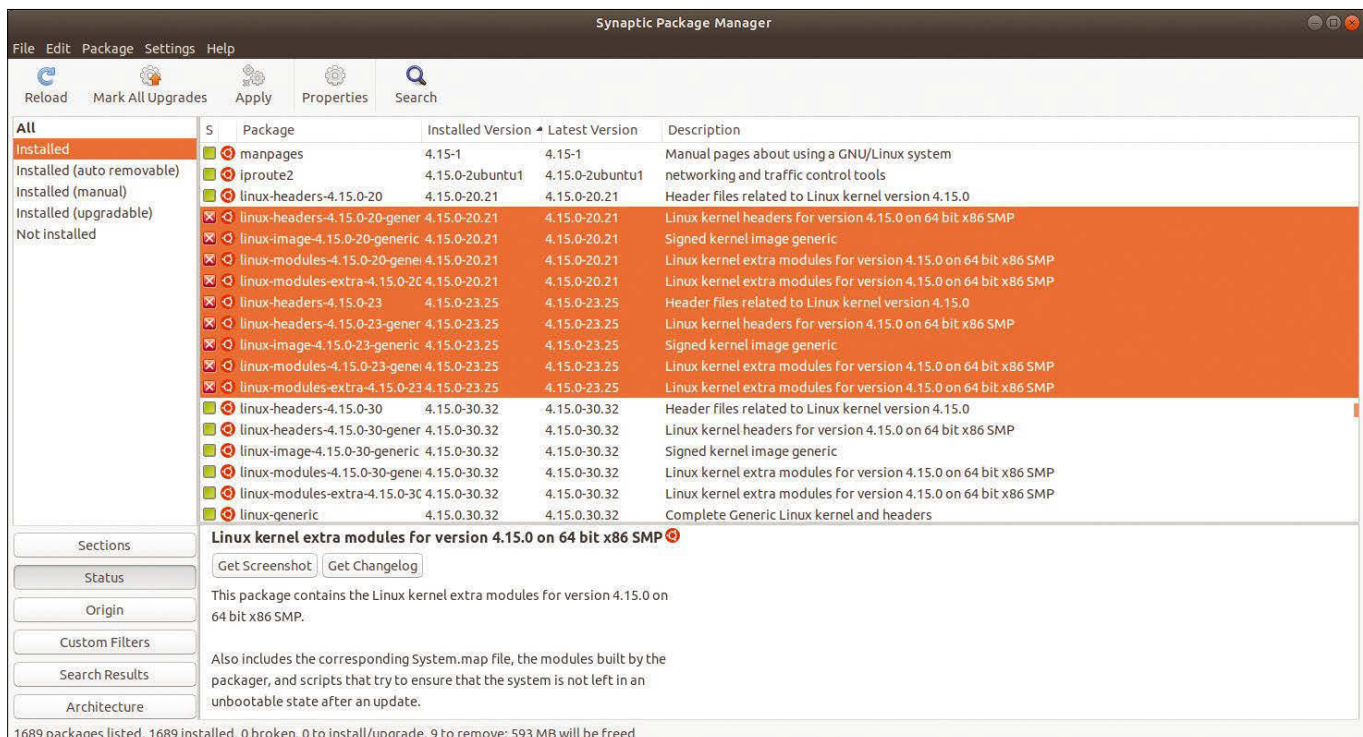 Synaptic Package Manager
File Edit Package Settings Help
Reload Mark All Upgrades Apply Properties Search
All
Installed
Installed (auto removable)
Installed (manual)
Installed (upgradable)
Not installed
S Package Installed Version Latest Version Description
manpages 4.15-1 4.15-1 Manual pages about using a GNU/Linux system
iproute2 4.15.0-2ubuntu1 4.15.0-2ubuntu1 networking and traffic control tools
linux-headers-4.15.0-20 4.15.0-20.21 4.15.0-20.21 Header files related to Linux kernel version 4.15.0
linux-headers-4.15.0-20-gener 4.15.0-20.21 4.15.0-20.21 Linux kernel headers for version 4.15.0 on 64 bit x86 SMP
linux-image-4.15.0-20-generic 4.15.0-20.21 4.15.0-20.21 Signed kernel image generic
linux-modules-4.15.0-20-gener 4.15.0-20.21 4.15.0-20.21 Linux kernel extra modules for version 4.15.0 on 64 bit x86 SMP
linux-modules-extra-4.15.0-20 4.15.0-20.21 4.15.0-20.21 Linux kernel extra modules for version 4.15.0 on 64 bit x86 SMP
linux-headers-4.15.0-23 4.15.0-23.25 4.15.0-23.25 Header files related to Linux kernel version 4.15.0
linux-headers-4.15.0-23-gener 4.15.0-23.25 4.15.0-23.25 Linux kernel headers for version 4.15.0 on 64 bit x86 SMP
linux-image-4.15.0-23-generic 4.15.0-23.25 4.15.0-23.25 Signed kernel image generic
linux-modules-4.15.0-23-gener 4.15.0-23.25 4.15.0-23.25 Linux kernel extra modules for version 4.15.0 on 64 bit x86 SMP
linux-modules-extra-4.15.0-23 4.15.0-23.25 4.15.0-23.25 Linux kernel extra modules for version 4.15.0 on 64 bit x86 SMP
linux-headers-4.15.0-30 4.15.0-30.32 4.15.0-30.32 Header files related to Linux kernel version 4.15.0
linux-headers-4.15.0-30-gener 4.15.0-30.32 4.15.0-30.32 Linux kernel headers for version 4.15.0 on 64 bit x86 SMP
linux-image-4.15.0-30-generic 4.15.0-30.32 4.15.0-30.32 Signed kernel image generic
linux-modules-4.15.0-30-gener 4.15.0-30.32 4.15.0-30.32 Linux kernel extra modules for version 4.15.0 on 64 bit x86 SMP
linux-modules-extra-4.15.0-30 4.15.0-30.32 4.15.0-30.32 Linux kernel extra modules for version 4.15.0 on 64 bit x86 SMP
linux-generic 4.15.0.30.32 4.15.0.30.32 Complete Generic Linux kernel and headers
Sections
Status
Origin
Custom Filters
Search Results
Architecture
Linux kernel extra modules for version 4.15.0 on 64 bit x86 SMP
Get Screenshot Get Changelog
This package contains the Linux kernel extra modules for version 4.15.0 on
64 bit x86 SMP.
Also includes the corresponding System.map file, the modules built by the
packager, and scripts that try to ensure that the system is not left in an
unbootable state after an update.
1689 packages listed, 1689 installed, 0 broken. 0 to install/upgrade, 9 to remove; 593 MB will be freed